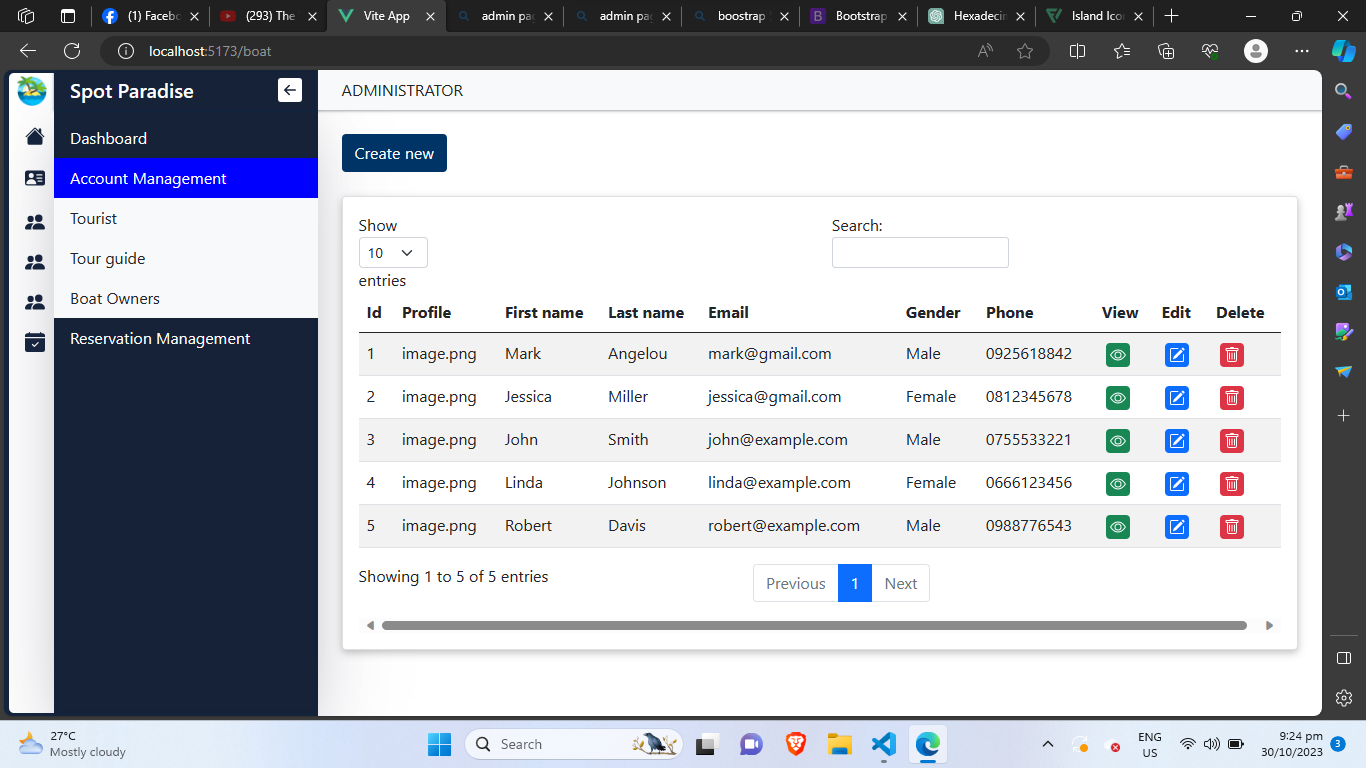 (1) Facebo
(293) The
Vite App
admin pag
admin pag
boostrap
Bootstrap
Hexadecim
Island Ico
localhost:5173/boat
Spot Paradise
ADMINISTRATOR
Dashboard
Account Management
Tourist
Tour guide
Boat Owners
Reservation Management
Create new
Show
10
entries
Search:
Id Profile First name Last name Email Gender Phone View Edit Delete
1 image.png Mark Angelou mark@gmail.com Male 0925618842
2 image.png Jessica Miller jessica@gmail.com Female 0812345678
3 image.png John Smith john@example.com Male 0755533221
4 image.png Linda Johnson linda@example.com Female 0666123456
5 image.png Robert Davis robert@example.com Male 0988776543
Showing 1 to 5 of 5 entries
Previous 1 Next
27°C
Mostly cloudy
Search
ENG
US
9:24 pm
30/10/2023
3